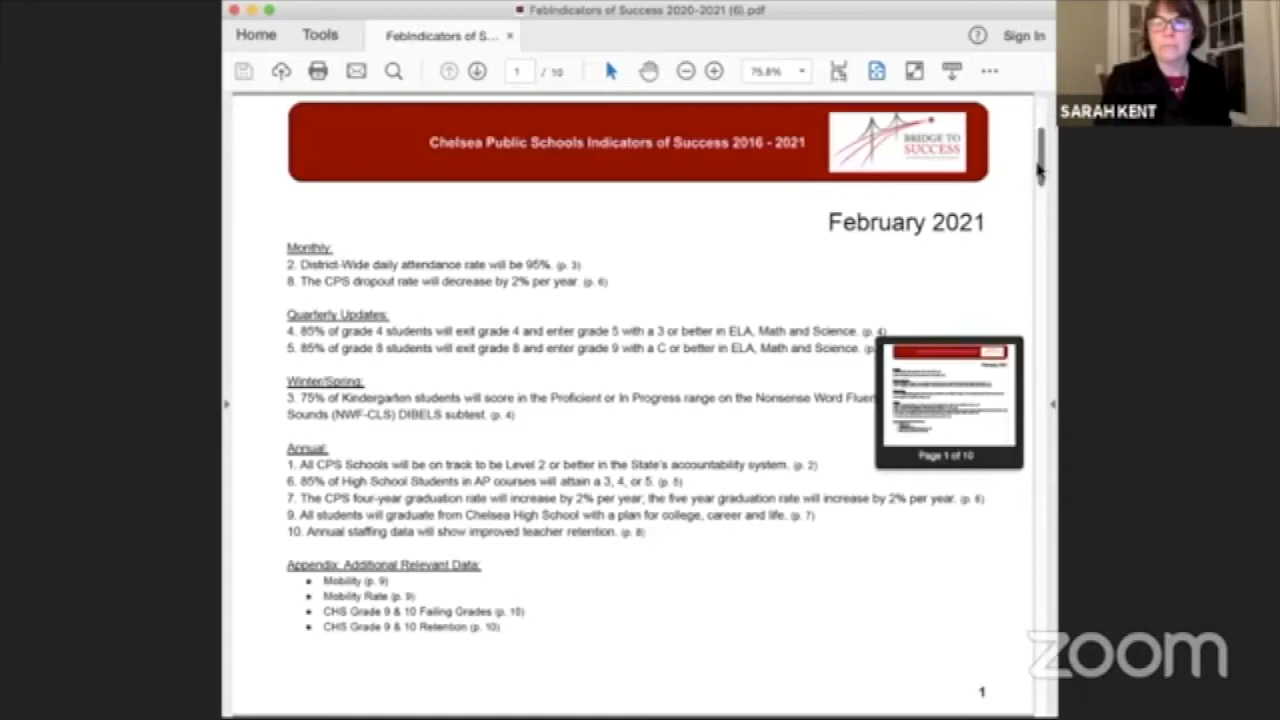 FebIndicators of Success 2020-2021 (6).pdf
Home Tools FebIndicators of S... × Sign In
1 / 10 75.8%
SARAH KENT
Chelsea Public Schools Indicators of Success 2016 - 2021
BRIDGE TO
SUCCESS
February 2021
Monthly:
2. District-Wide daily attendance rate will be 95%. (p. 3)
8. The CPS dropout rate will decrease by 2% per year. (p. 6)
Quarterly Updates:
4. 85% of grade 4 students will exit grade 4 and enter grade 5 with a 3 or better in ELA, Math and Science. (p. 4)
5. 85% of grade 8 students will exit grade 8 and enter grade 9 with a C or better in ELA, Math and Science. (p.
Winter/Spring:
3. 75% of Kindergarten students will score in the Proficient or In Progress range on the Nonsense Word Fluen
Sounds (NWF-CLS) DIBELS subtest. (p. 4)
February 2021
Page 1 of 10
Annual:
1. All CPS Schools will be on track to be Level 2 or better in the State's accountability system. (p. 2)
6. 85% of High School Students in AP courses will attain a 3, 4, or 5. (p. 5)
7. The CPS four-year graduation rate will increase by 2% per year; the five year graduation rate will increase by 2% per year. (p. 6)
9. All students will graduate from Chelsea High School with a plan for college, career and life. (p. 7)
10. Annual staffing data will show improved teacher retention. (p. 8)
Appendix: Additional Relevant Data:
• Mobility (p. 9)
• Mobility Rate (p. 9)
• CHS Grade 9 & 10 Failing Grades (p. 10)
• CHS Grade 9 & 10 Retention (p. 10)
zoom
1